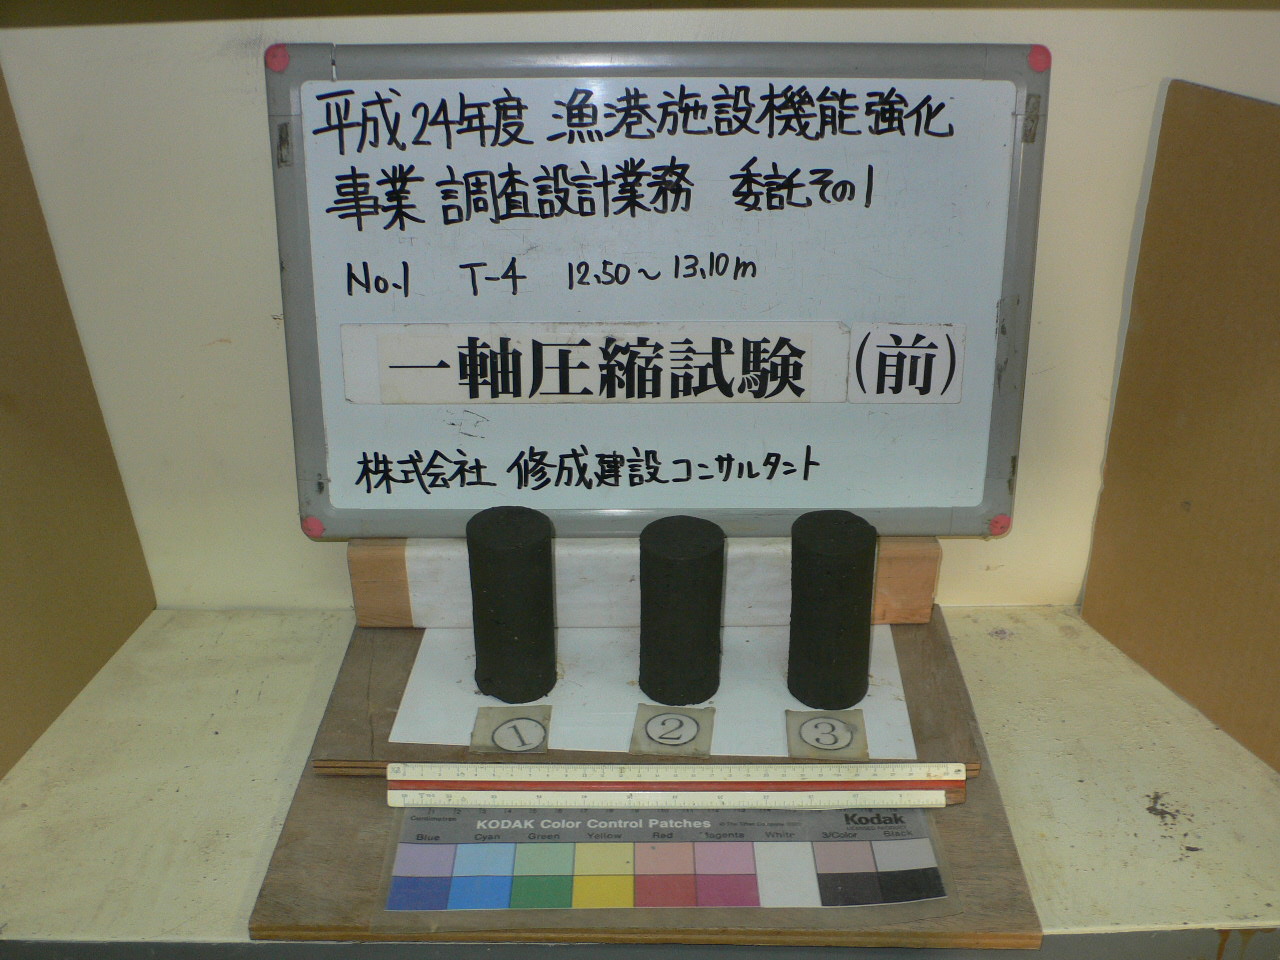 平成24年度 漁港施設機能強化
事業 調査設計業務 委託その1
No.1 T-4 12.50～13.10m
一軸圧縮試験（前）
株式会社 修成建設コンサルタント
① ② ③
KODAK Color Control Patches
Kodak
Blue Cyan Green Yellow Red Magenta White 3/Color Black